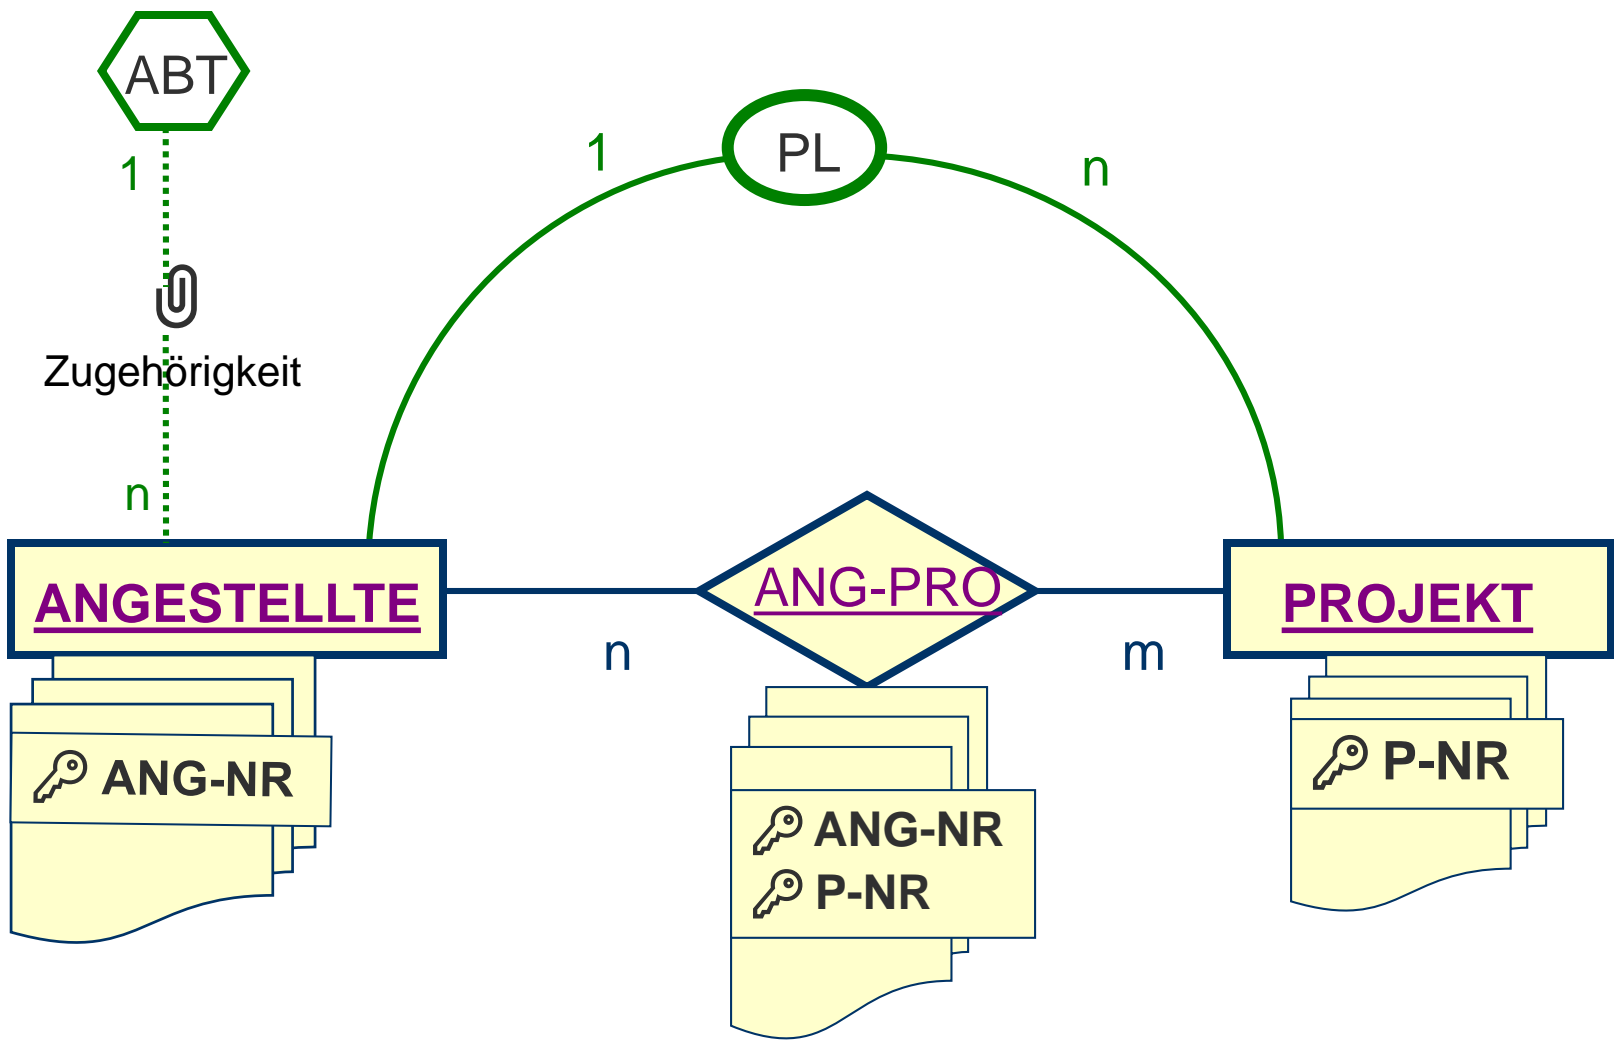 ABT
1
1
PL
n
Zugehörigkeit
n
ANGESTELLTE
ANG-PRO
PROJEKT
n
m
ANG-NR
P-NR
ANG-NR
P-NR